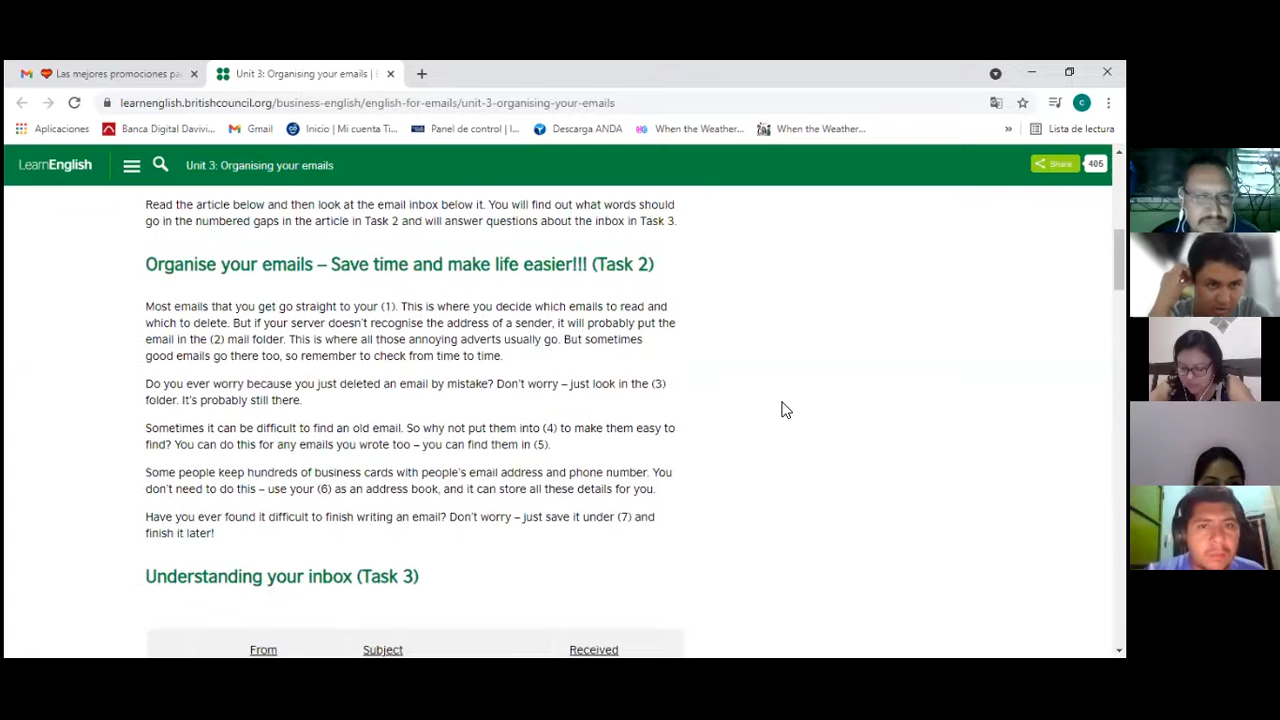 Las mejores promociones pa
Unit 3: Organising your emails |
learnenglish.britishcouncil.org/business-english/english-for-emails/unit-3-organising-your-emails
Aplicaciones Banca Digital Davivi... Gmail Inicio | Mi cuenta Ti... Panel de control | I... Descarga ANDA When the Weather... When the Weather... » Lista de lectura
LearnEnglish Unit 3: Organising your emails Share 405
Read the article below and then look at the email inbox below it. You will find out what words should
go in the numbered gaps in the article in Task 2 and will answer questions about the inbox in Task 3.
Organise your emails – Save time and make life easier!!! (Task 2)
Most emails that you get go straight to your (1). This is where you decide which emails to read and
which to delete. But if your server doesn't recognise the address of a sender, it will probably put the
email in the (2) mail folder. This is where all those annoying adverts usually go. But sometimes
good emails go there too, so remember to check from time to time.
Do you ever worry because you just deleted an email by mistake? Don't worry – just look in the (3)
folder. It's probably still there.
Sometimes it can be difficult to find an old email. So why not put them into (4) to make them easy to
find? You can do this for any emails you wrote too – you can find them in (5).
Some people keep hundreds of business cards with people's email address and phone number. You
don't need to do this – use your (6) as an address book, and it can store all these details for you.
Have you ever found it difficult to finish writing an email? Don't worry – just save it under (7) and
finish it later!
Understanding your inbox (Task 3)
From Subject Received